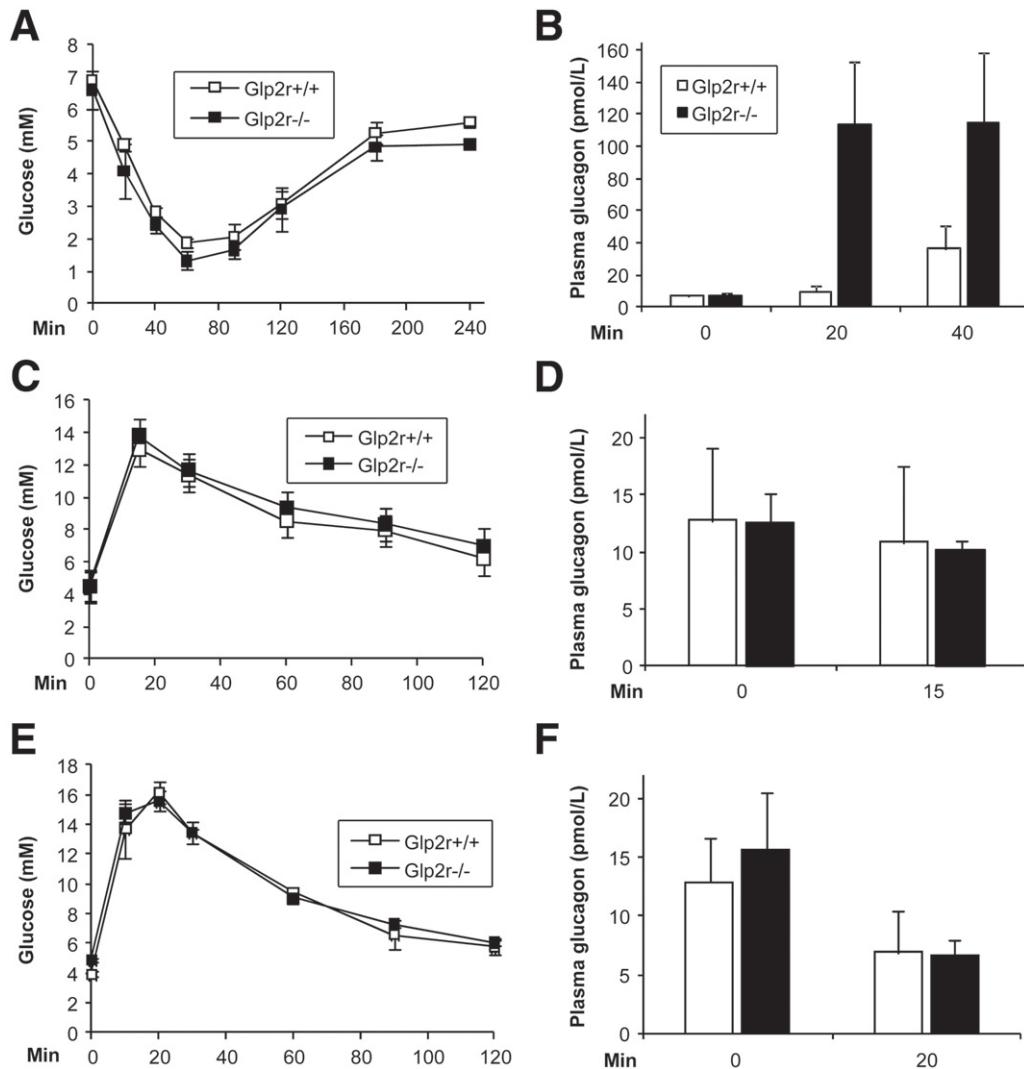 A
Glucose (mM)
8
7
6
5
4
3
2
1
0
Glp2r+/+
Glp2r-/-
Min 0 40 80 120 160 200 240
B
Plasma glucagon (pmol/L)
160
140
120
100
80
60
40
20
0
Glp2r+/+
Glp2r-/-
Min 0 20 40
C
Glucose (mM)
16
14
12
10
8
6
4
2
0
Glp2r+/+
Glp2r-/-
Min 0 20 40 60 80 100 120
D
Plasma glucagon (pmol/L)
20
15
10
5
0
Min 0 15
E
Glucose (mM)
18
16
14
12
10
8
6
4
2
0
Glp2r+/+
Glp2r-/-
Min 0 20 40 60 80 100 120
F
Plasma glucagon (pmol/L)
20
15
10
5
0
Min 0 20